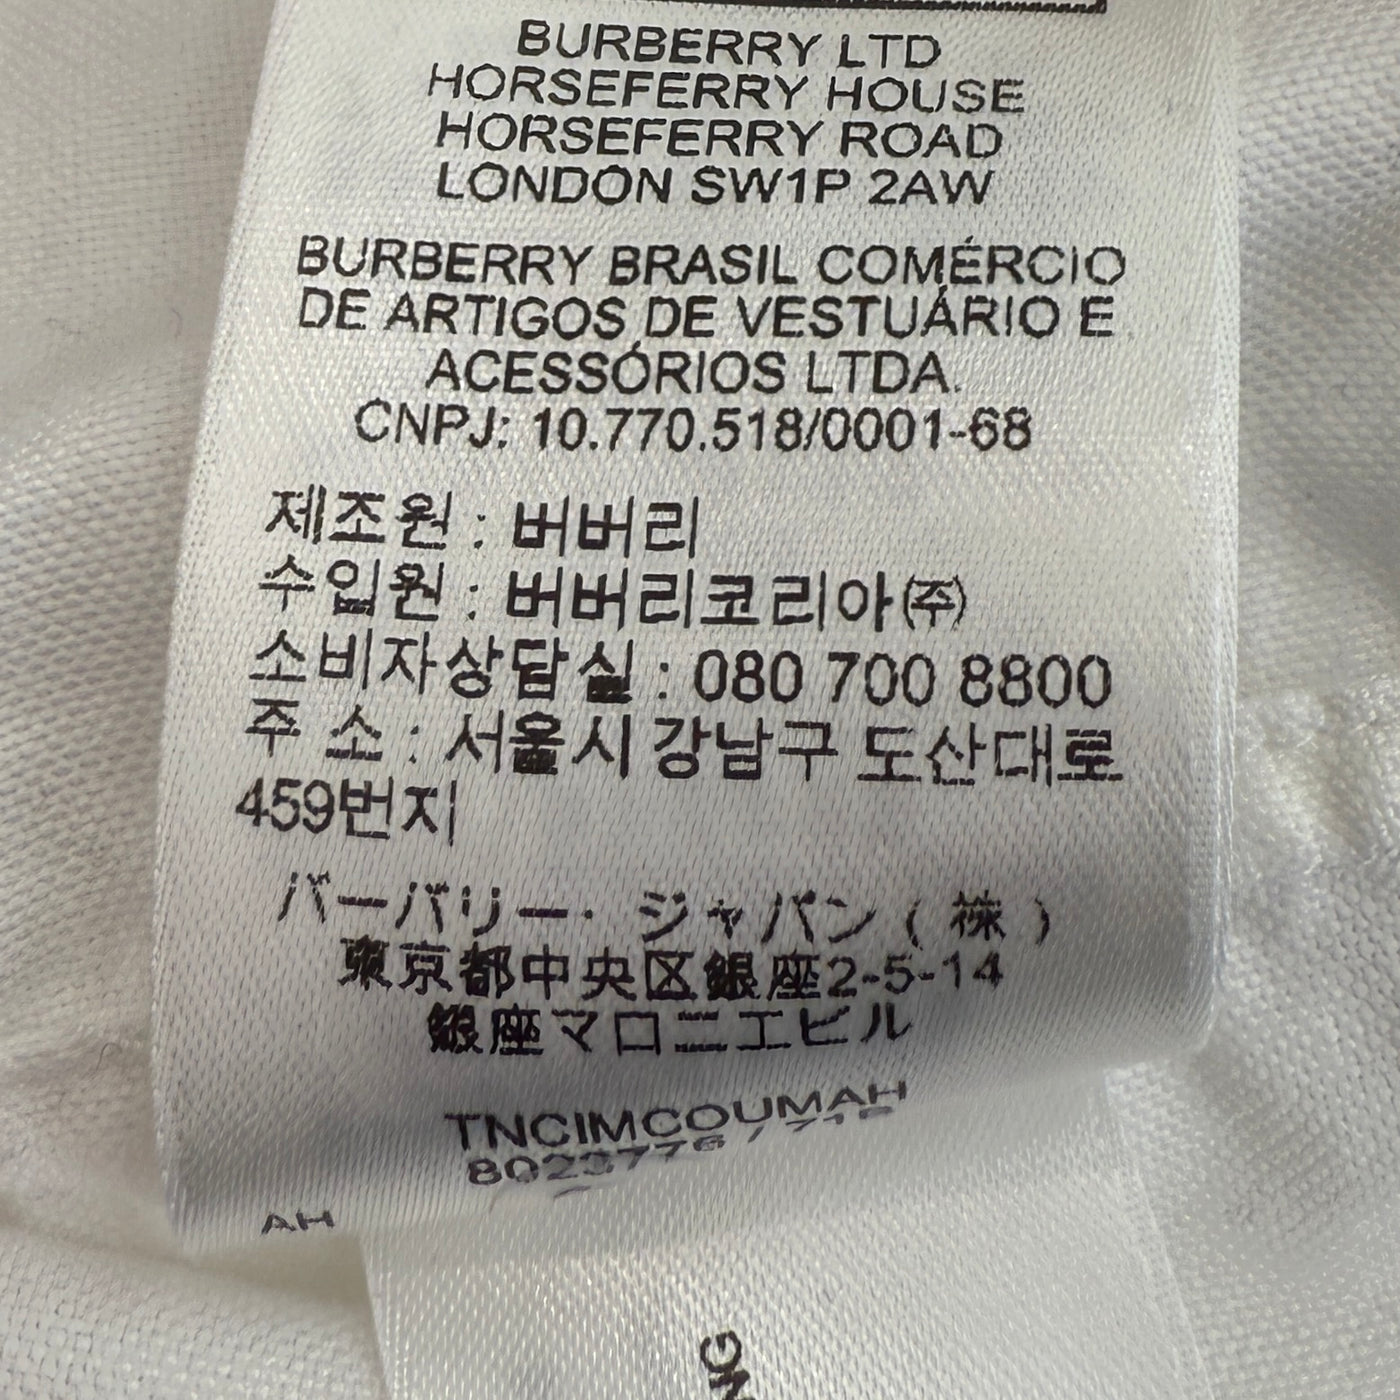 BURBERRY LTD
HORSEFERRY HOUSE
HORSEFERRY ROAD
LONDON SW1P 2AW
BURBERRY BRASIL COMÉRCIO
DE ARTIGOS DE VESTUÁRIO E
ACESSÓRIOS LTDA.
CNPJ: 10.770.518/0001-68
제조원 : 버버리
수입원 : 버버리코리아㈜
소비자상담실 : 080 700 8800
주 소 : 서울시 강남구 도산대로
459번지
バーバリー・ジャパン ( 株 )
東京都中央区銀座2-5-14
銀座マロニエビル
TNCIMCOUMAH
8023776 /
AH
NG